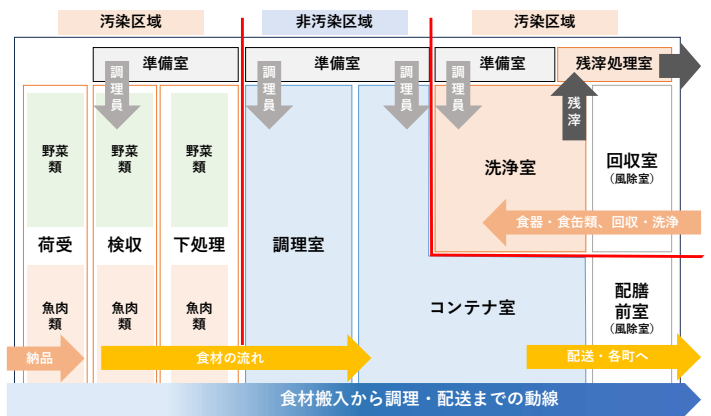 汚染区域
非汚染区域
汚染区域
準備室
準備室
準備室
残滓処理室
調理員
調理員
調理員
調理員
残滓
野菜類
野菜類
野菜類
洗浄室
回収室
（風除室）
食器・食缶類、回収・洗浄
荷受
検収
下処理
調理室
コンテナ室
配膳
前室
（風除室）
魚肉類
魚肉類
魚肉類
納品
食材の流れ
配送・各町へ
食材搬入から調理・配送までの動線